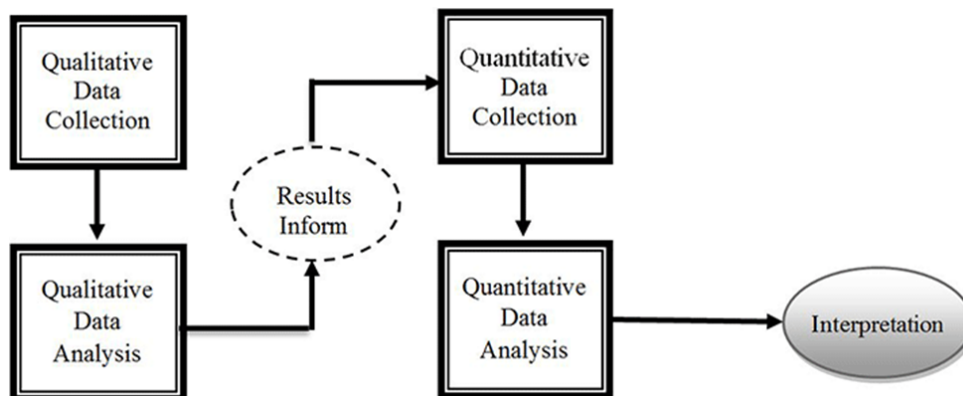 Qualitative
Data
Collection
Qualitative
Data
Analysis
Results
Inform
Quantitative
Data
Collection
Quantitative
Data
Analysis
Interpretation